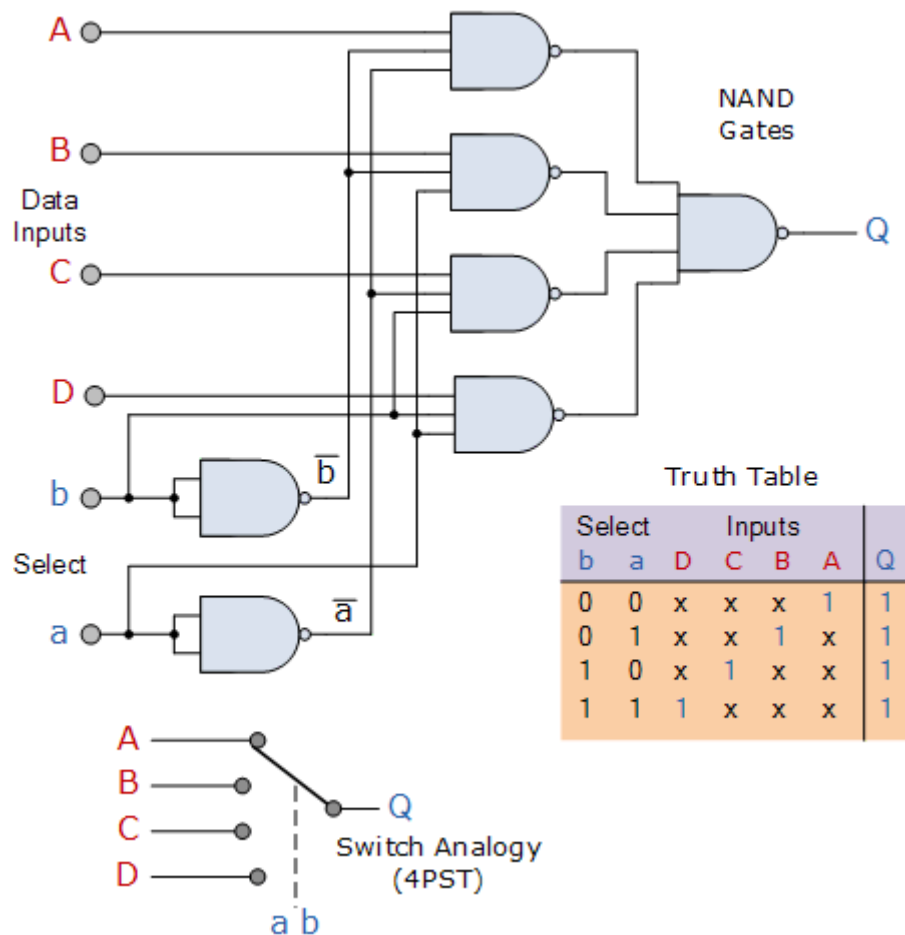 A
B
Data
Inputs
C
D
b
b̅
Select
a
a̅
NAND
Gates
Q
Truth Table
Select Inputs
b a D C B A Q
0 0 x x x 1 1
0 1 x x 1 x 1
1 0 x 1 x x 1
1 1 1 x x x 1
A
B
C
D
Q
Switch Analogy
(4PST)
a b